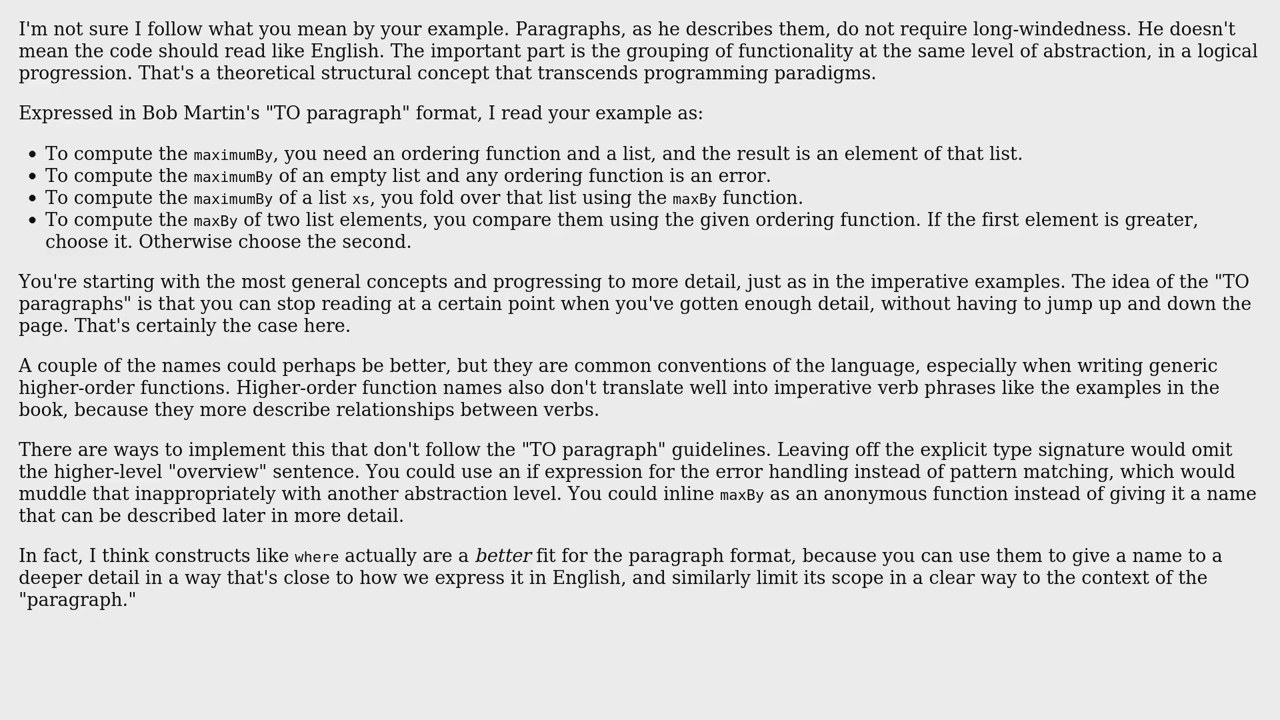 I'm not sure I follow what you mean by your example. Paragraphs, as he describes them, do not require long-windedness. He doesn't
mean the code should read like English. The important part is the grouping of functionality at the same level of abstraction, in a logical
progression. That's a theoretical structural concept that transcends programming paradigms.
Expressed in Bob Martin's "TO paragraph" format, I read your example as:
• To compute the maximumBy, you need an ordering function and a list, and the result is an element of that list.
• To compute the maximumBy of an empty list and any ordering function is an error.
• To compute the maximumBy of a list xs, you fold over that list using the maxBy function.
• To compute the maxBy of two list elements, you compare them using the given ordering function. If the first element is greater,
choose it. Otherwise choose the second.
You're starting with the most general concepts and progressing to more detail, just as in the imperative examples. The idea of the "TO
paragraphs" is that you can stop reading at a certain point when you've gotten enough detail, without having to jump up and down the
page. That's certainly the case here.
A couple of the names could perhaps be better, but they are common conventions of the language, especially when writing generic
higher-order functions. Higher-order function names also don't translate well into imperative verb phrases like the examples in the
book, because they more describe relationships between verbs.
There are ways to implement this that don't follow the "TO paragraph" guidelines. Leaving off the explicit type signature would omit
the higher-level "overview" sentence. You could use an if expression for the error handling instead of pattern matching, which would
muddle that inappropriately with another abstraction level. You could inline maxBy as an anonymous function instead of giving it a name
that can be described later in more detail.
In fact, I think constructs like where actually are a better fit for the paragraph format, because you can use them to give a name to a
deeper detail in a way that's close to how we express it in English, and similarly limit its scope in a clear way to the context of the
"paragraph."